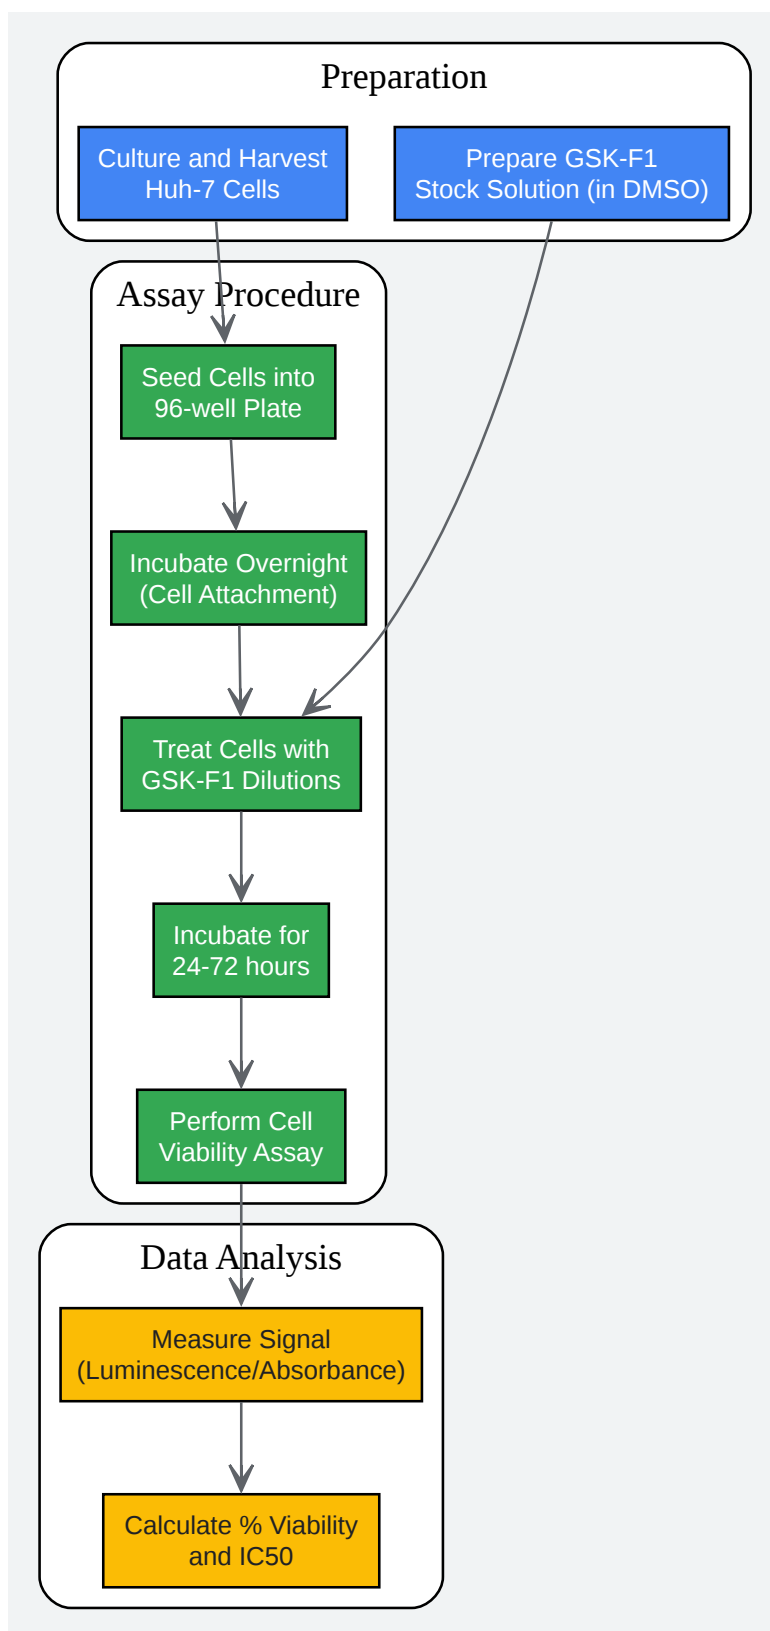 Preparation
Culture and Harvest
Huh-7 Cells
Prepare GSK-F1
Stock Solution (in DMSO)
Assay Procedure
Seed Cells into
96-well Plate
Incubate Overnight
(Cell Attachment)
Treat Cells with
GSK-F1 Dilutions
Incubate for
24-72 hours
Perform Cell
Viability Assay
Data Analysis
Measure Signal
(Luminescence/Absorbance)
Calculate % Viability
and IC50